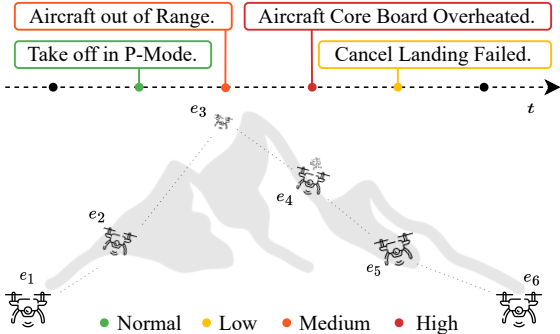 Aircraft out of Range.
Aircraft Core Board Overheated.
Take off in P-Mode.
Cancel Landing Failed.
t
e3
e4
e2
e5
e1
e6
Normal
Low
Medium
High